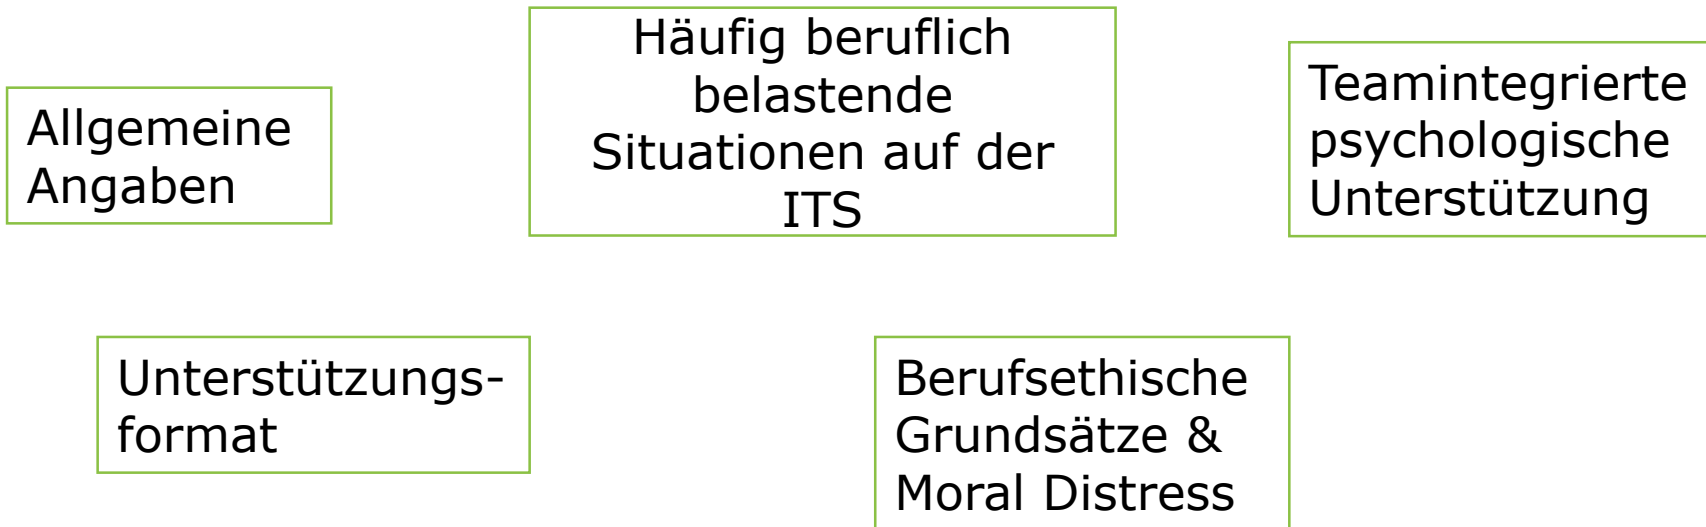 Allgemeine
Angaben
Häufig beruflich
belastende
Situationen auf der
ITS
Teamintegrierte
psychologische
Unterstützung
Unterstützungs-
format
Berufsethische
Grundsätze &
Moral Distress